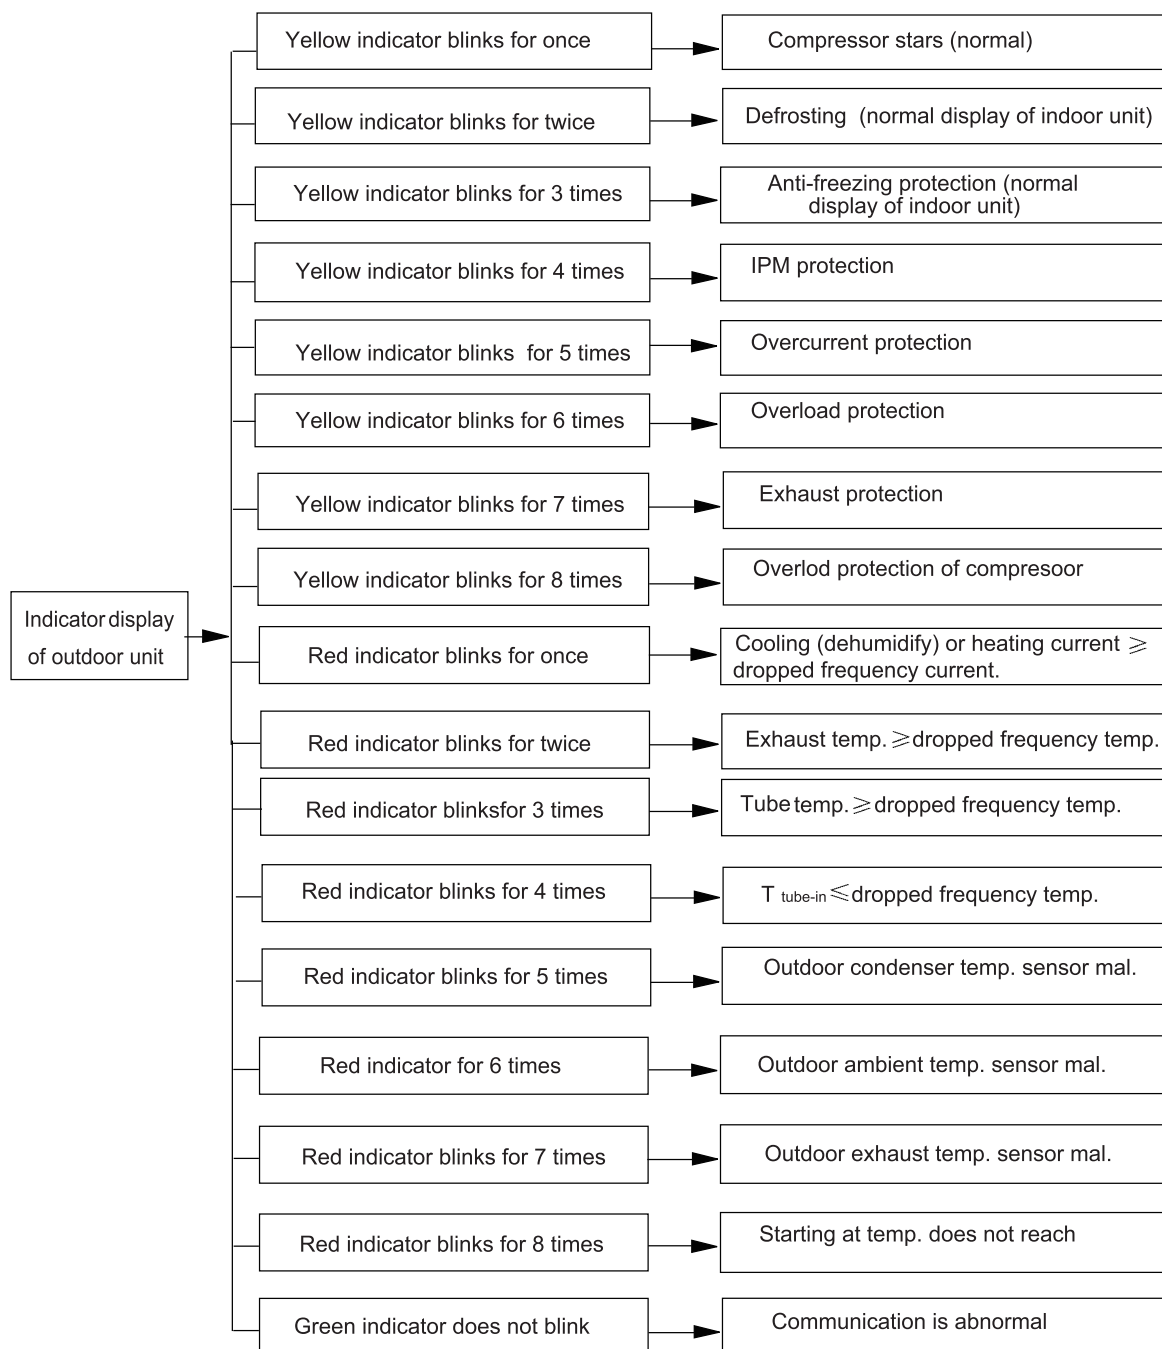 Yellow indicator blinks for once
Compressor stars (normal)
Yellow indicator blinks for twice
Defrosting (normal display of indoor unit)
Yellow indicator blinks for 3 times
Anti-freezing protection (normal
display of indoor unit)
Yellow indicator blinks for 4 times
IPM protection
Yellow indicator blinks for 5 times
Overcurrent protection
Yellow indicator blinks for 6 times
Overload protection
Yellow indicator blinks for 7 times
Exhaust protection
Yellow indicator blinks for 8 times
Overlod protection of compresoor
Indicator display
of outdoor unit
Red indicator blinks for once
Cooling (dehumidify) or heating current ≥
dropped frequency current.
Red indicator blinks for twice
Exhaust temp. ≥dropped frequency temp.
Red indicator blinksfor 3 times
Tube temp. ≥dropped frequency temp.
Red indicator blinks for 4 times
T tube-in ≤dropped frequency temp.
Red indicator blinks for 5 times
Outdoor condenser temp. sensor mal.
Red indicator for 6 times
Outdoor ambient temp. sensor mal.
Red indicator blinks for 7 times
Outdoor exhaust temp. sensor mal.
Red indicator blinks for 8 times
Starting at temp. does not reach
Green indicator does not blink
Communication is abnormal